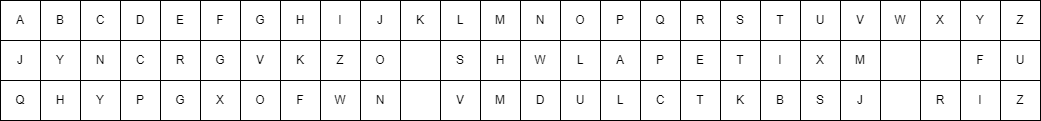 A B C D E F G H I J K L M N O P Q R S T U V W X Y Z
J Y N C R G V K Z O S H W L A P E T I X M F U
Q H Y P G X O F W N V M D U L C T K B S J R I Z